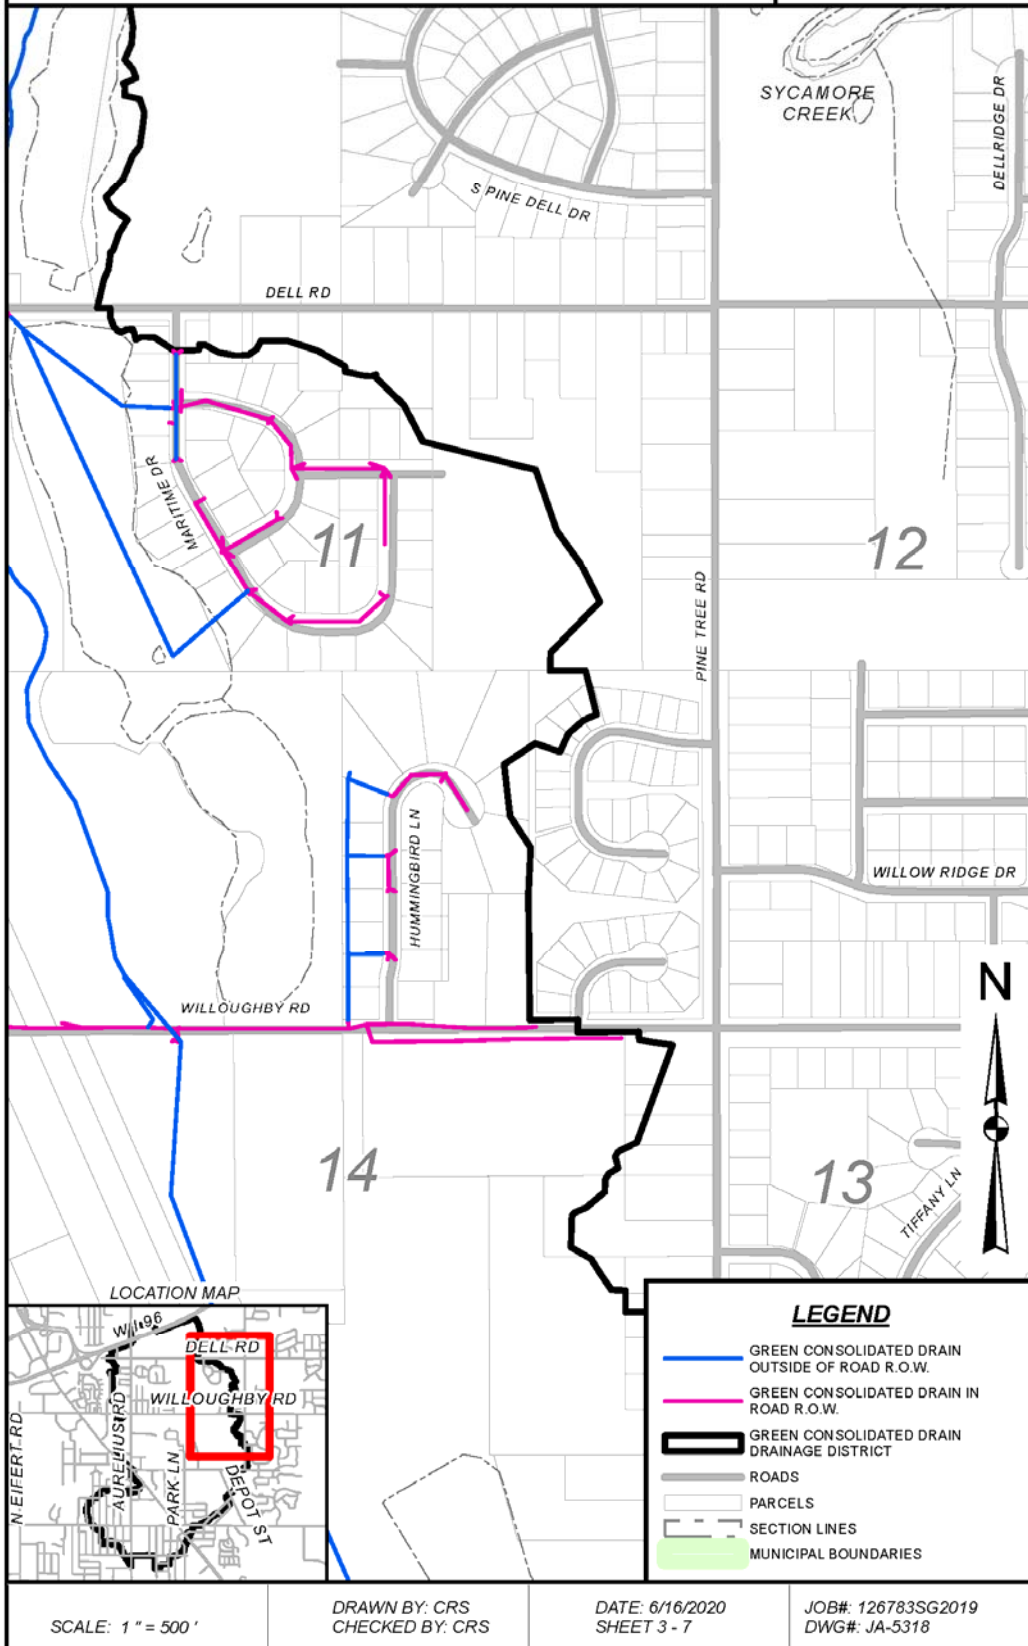 SYCAMORE
CREEK
DELLRIDGE DR
S PINE DELL DR
DELL RD
MARITIME DR
11
12
PINE TREE RD
HUMMINGBIRD LN
WILLOW RIDGE DR
N
WILLOUGHBY RD
14
13
TIFFANY LN
LOCATION MAP
W I 96
DELL RD
WILLOUGHBY RD
N EIFERT RD
AURELIUS RD
PARK LN
DEPOT ST
LEGEND
GREEN CONSOLIDATED DRAIN
OUTSIDE OF ROAD R.O.W.
GREEN CONSOLIDATED DRAIN IN
ROAD R.O.W.
GREEN CONSOLIDATED DRAIN
DRAINAGE DISTRICT
ROADS
PARCELS
SECTION LINES
MUNICIPAL BOUNDARIES
SCALE: 1 " = 500 '
DRAWN BY: CRS
CHECKED BY: CRS
DATE: 6/16/2020
SHEET 3 - 7
JOB#: 126783SG2019
DWG#: JA-5318